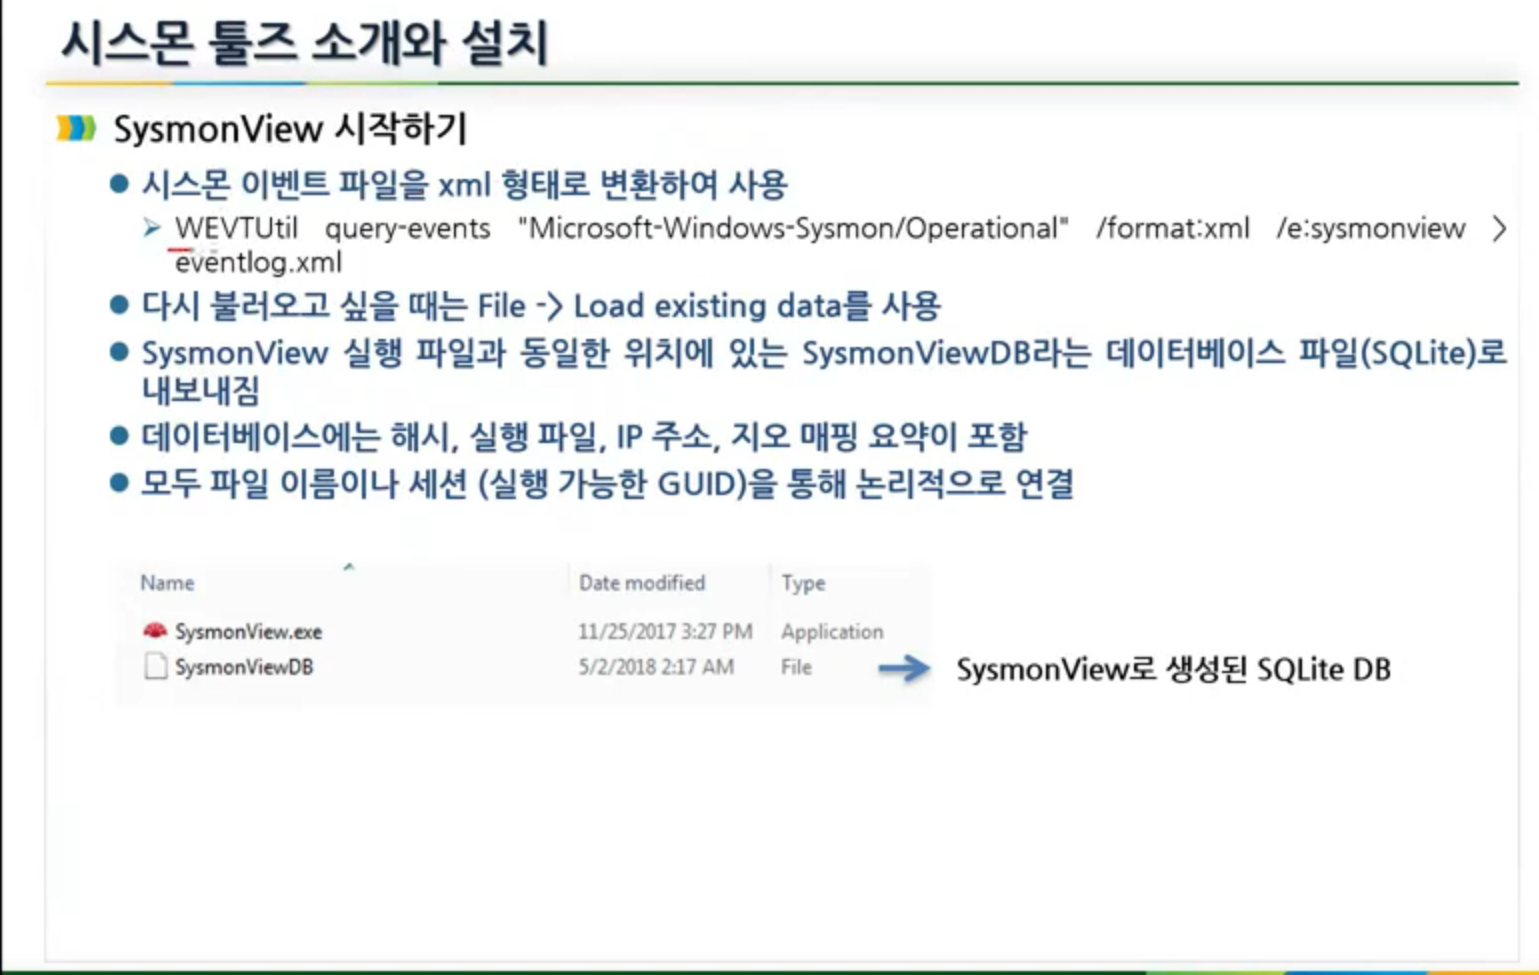 시스몬 툴즈 소개와 설치
SysmonView 시작하기
시스몬 이벤트 파일을 xml 형태로 변환하여 사용
WEVTUtil query-events "Microsoft-Windows-Sysmon/Operational" /format:xml /e:sysmonview >
eventlog.xml
다시 불러오고 싶을 때는 File -> Load existing data를 사용
SysmonView 실행 파일과 동일한 위치에 있는 SysmonViewDB라는 데이터베이스 파일(SQLite)로
내보내짐
데이터베이스에는 해시, 실행 파일, IP 주소, 지오 매핑 요약이 포함
모두 파일 이름이나 세션 (실행 가능한 GUID)을 통해 논리적으로 연결
Name Date modified Type
SysmonView.exe 11/25/2017 3:27 PM Application
SysmonViewDB 5/2/2018 2:17 AM File
SysmonView로 생성된 SQLite DB